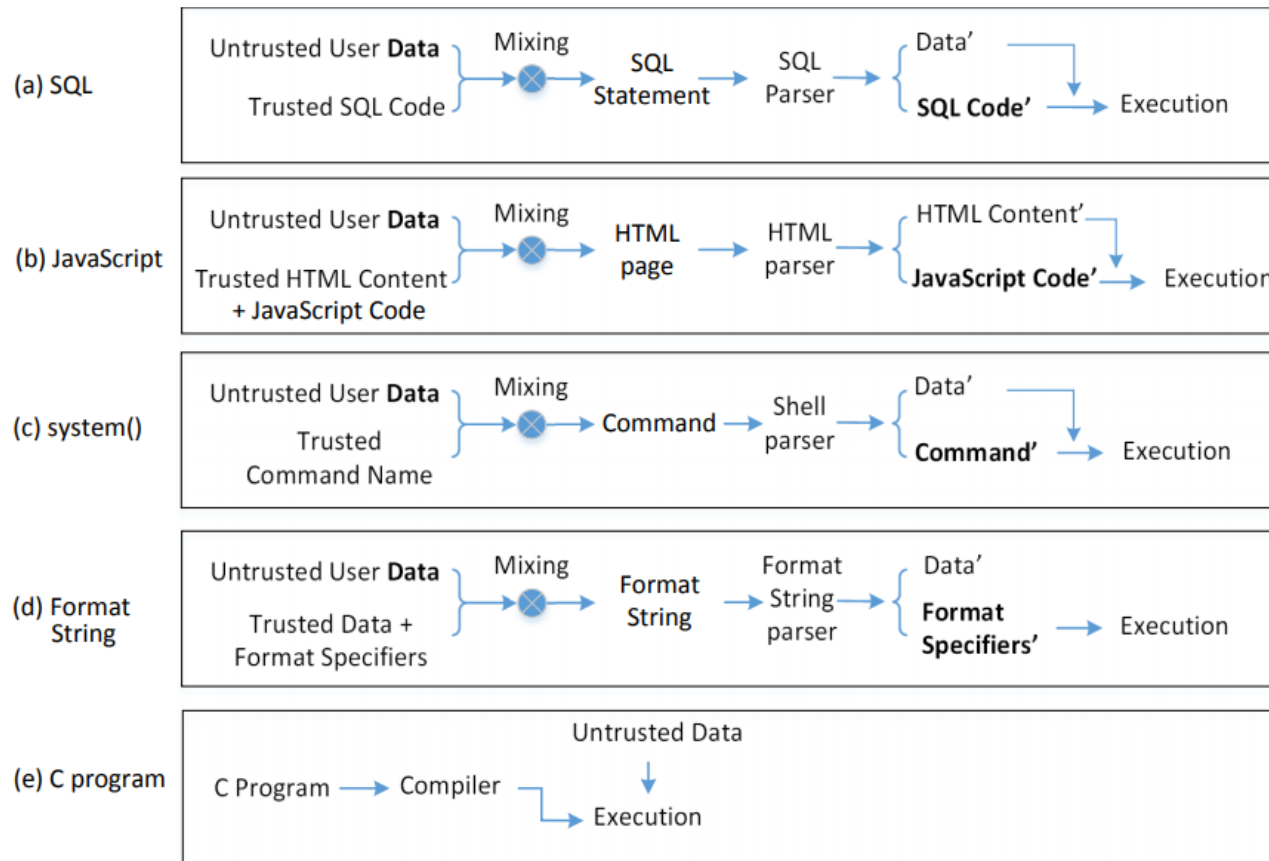 (a) SQL
Untrusted User Data
Trusted SQL Code
Mixing
SQL
Statement
SQL
Parser
Data’
SQL Code’
Execution
(b) JavaScript
Untrusted User Data
Trusted HTML Content
+ JavaScript Code
Mixing
HTML
page
HTML
parser
HTML Content’
JavaScript Code’
Execution
(c) system()
Untrusted User Data
Trusted
Command Name
Mixing
Command
Shell
parser
Data’
Command’
Execution
(d) Format
String
Untrusted User Data
Trusted Data +
Format Specifiers
Mixing
Format
String
Format
String
parser
Data’
Format
Specifiers’
Execution
(e) C program
C Program
Compiler
Untrusted Data
Execution